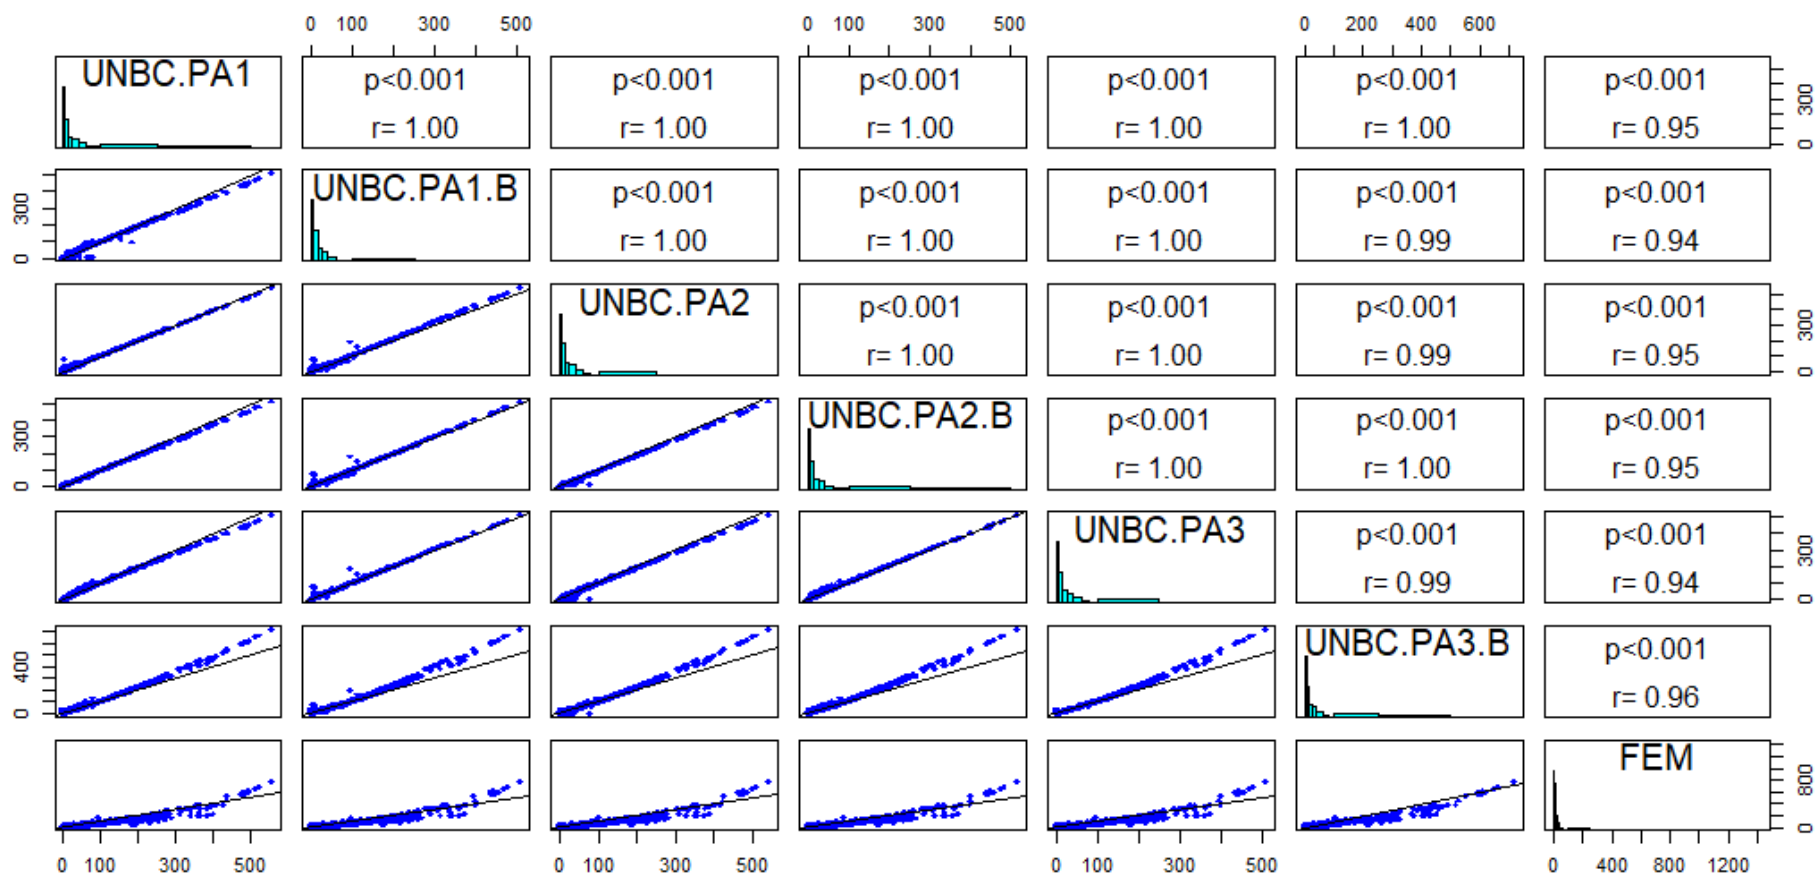 0 100 300 500 0 100 300 500 0 200 400 600
UNBC.PA1 p<0.001 p<0.001 p<0.001 p<0.001 p<0.001 p<0.001
r= 1.00 r= 1.00 r= 1.00 r= 1.00 r= 1.00 r= 0.95
0 300
0 300
UNBC.PA1.B p<0.001 p<0.001 p<0.001 p<0.001 p<0.001
r= 1.00 r= 1.00 r= 1.00 r= 0.99 r= 0.94
UNBC.PA2 p<0.001 p<0.001 p<0.001 p<0.001
r= 1.00 r= 1.00 r= 0.99 r= 0.95
0 300
0 300
UNBC.PA2.B p<0.001 p<0.001 p<0.001
r= 1.00 r= 1.00 r= 0.95
UNBC.PA3 p<0.001 p<0.001
r= 0.99 r= 0.94
0 300
0 400
UNBC.PA3.B p<0.001
r= 0.96
FEM
0 800
0 100 300 500 0 100 300 500 0 100 300 500 0 400 800 1200